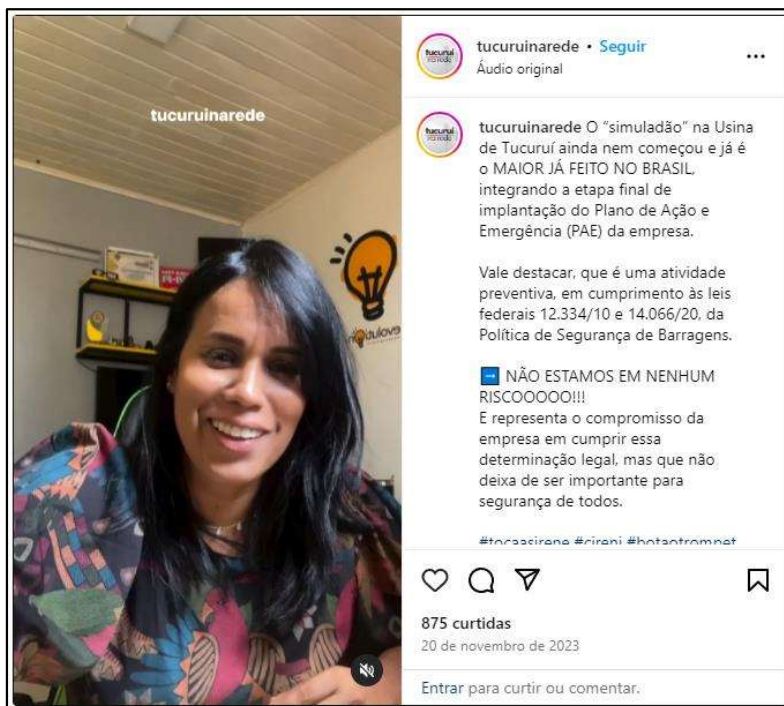 tucuruinarede
evoluti
tucuruinarede • Seguir
Áudio original
tucuruinarede O “simuladão” na Usina
de Tucuruí ainda nem começou e já é
o MAIOR JÁ FEITO NO BRASIL,
integrando a etapa final de
implantação do Plano de Ação e
Emergência (PAE) da empresa.
Vale destacar, que é uma atividade
preventiva, em cumprimento às leis
federais 12.334/10 e 14.066/20, da
Política de Segurança de Barragens.
➡️ NÃO ESTAMOS EM NENHUM
RISCOOOOO!!!
E representa o compromisso da
empresa em cumprir essa
determinação legal, mas que não
deixa de ser importante para
segurança de todos.
#tocaasirene #cireni #botaotrompet
875 curtidas
20 de novembro de 2023
Entrar para curtir ou comentar.